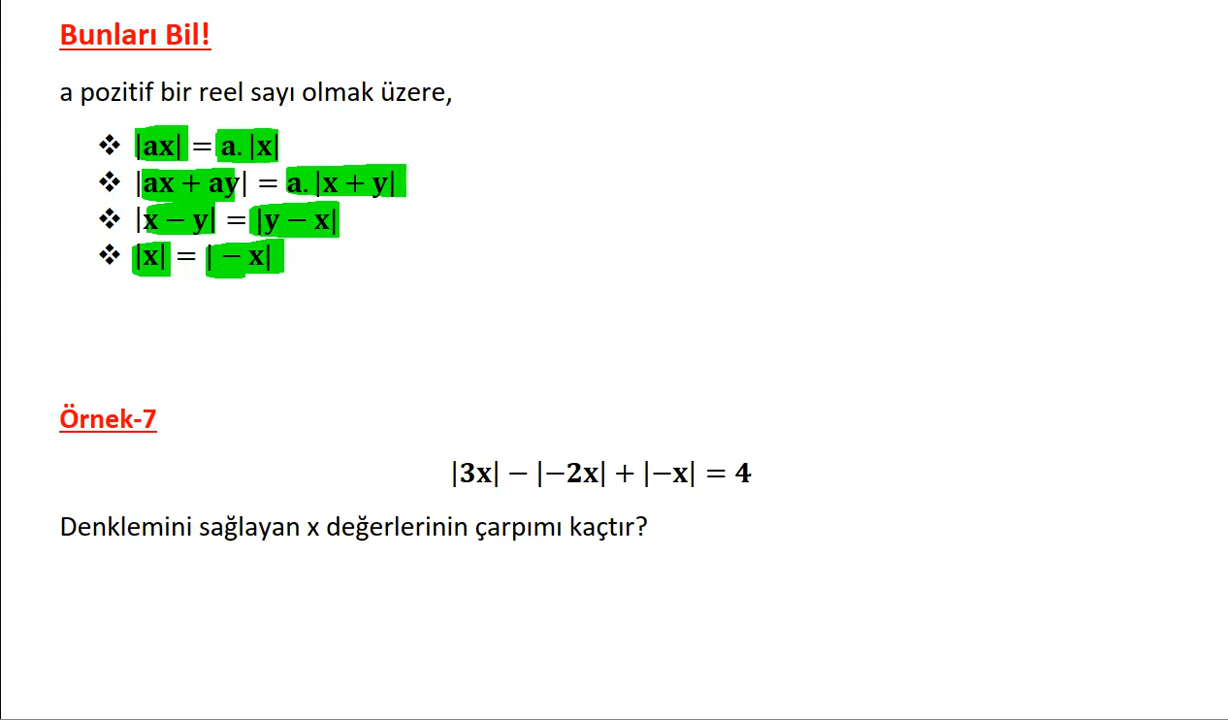 Bunları Bil!
a pozitif bir reel sayı olmak üzere,
❖ |ax| = a. |x|
❖ |ax + ay| = a. |x + y|
❖ |x − y| = |y − x|
❖ |x| = | − x|
Örnek-7
|3x| − |−2x| + |−x| = 4
Denklemini sağlayan x değerlerinin çarpımı kaçtır?